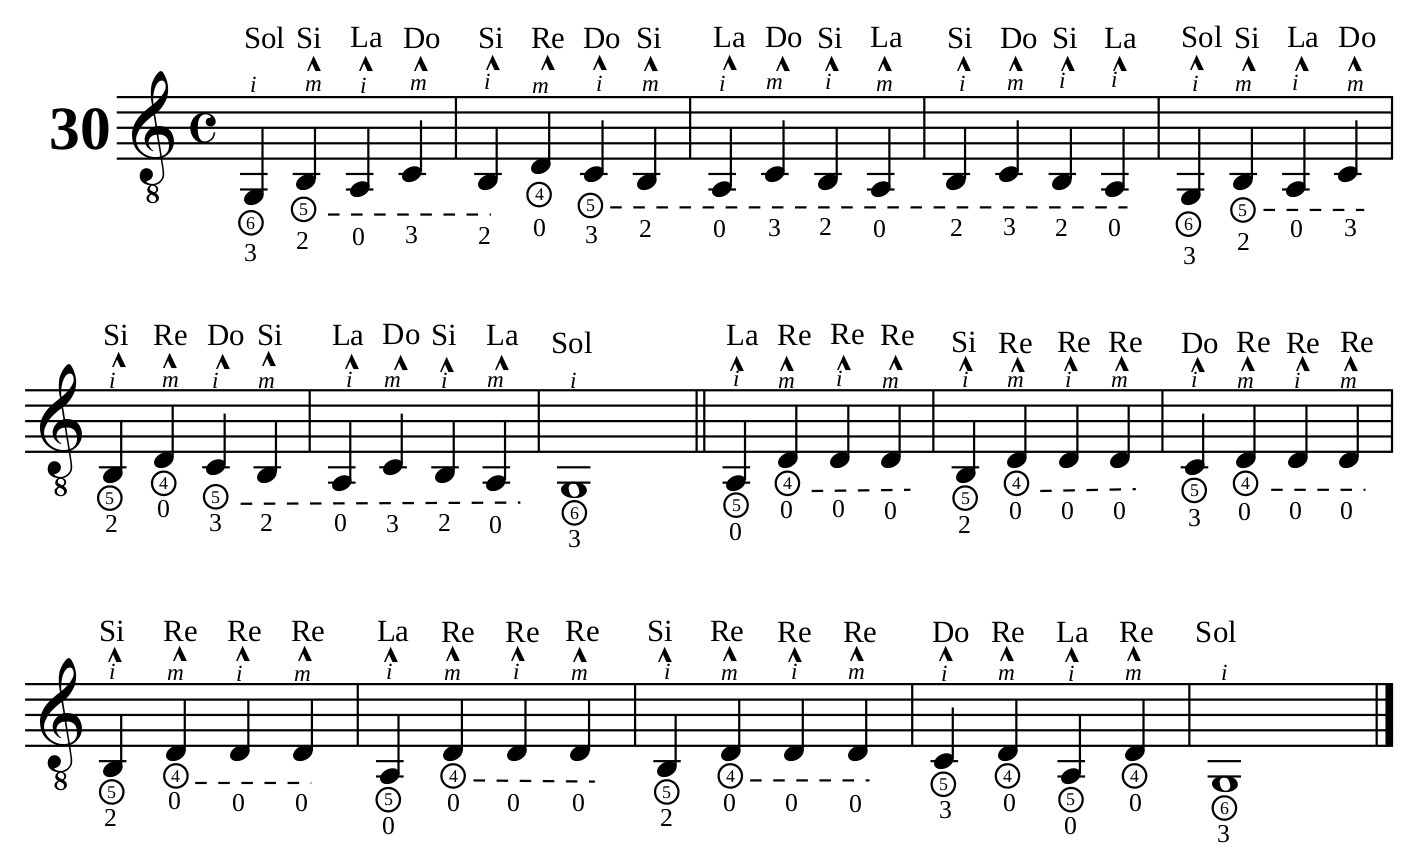 Sol Si La Do Si Re Do Si La Do Si La Si Do Si La Sol Si La Do
i m i m i m i m i m i m i m i i i m i m
30
8
6 5 4 5 6 5
3 2 0 3 2 0 3 2 0 3 2 0 2 3 2 0 3 2 0 3
Si Re Do Si La Do Si La Sol La Re Re Re Si Re Re Re Do Re Re Re
i m i m i m i m i i m i m i m i m i m i m
8
5 4 5 6 5 4 5 4 5 4
2 0 3 2 0 3 2 0 3 0 0 0 0 2 0 0 0 3 0 0 0
Si Re Re Re La Re Re Re Si Re Re Re Do Re La Re Sol
i m i m i m i m i m i m i m i m i
8
5 4 5 4 5 4 5 4 5 4 6
2 0 0 0 0 0 0 0 2 0 0 0 3 0 0 0 3